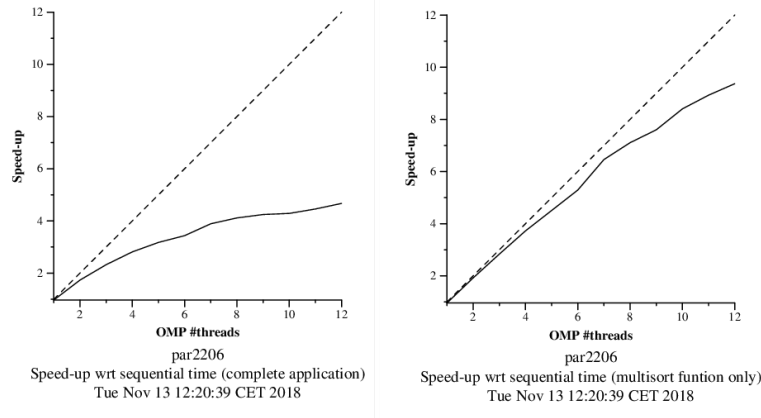 12
10
8
6
4
2
Speed-up
2 4 6 8 10 12
OMP #threads
par2206
Speed-up wrt sequential time (complete application)
Tue Nov 13 12:20:39 CET 2018
12
10
8
6
4
2
Speed-up
2 4 6 8 10 12
OMP #threads
par2206
Speed-up wrt sequential time (multisort funtion only)
Tue Nov 13 12:20:39 CET 2018